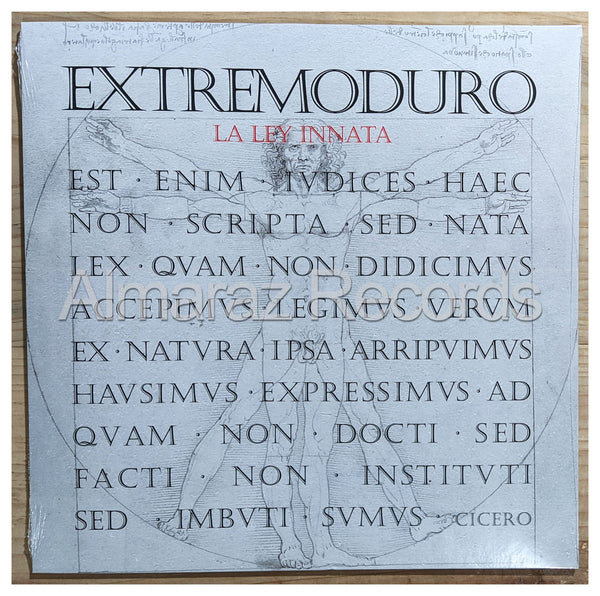 EXTREMODURO
LA LEY INNATA
EST · ENIM · IVDICES · HAEC
NON · SCRIPTA · SED · NATA
LEX · QVAM · NON · DIDICIMVS
Almaraz Records
ACCEPIMVS · LEGIMVS · VERVM
EX · NATVRA · IPSA · ARRIPVIMVS
HAVSIMVS · EXPRESSIMVS · AD
QVAM · NON · DOCTI · SED
FACTI · NON · INSTITVTI
SED · IMBVTI · SVMVS · CICERO